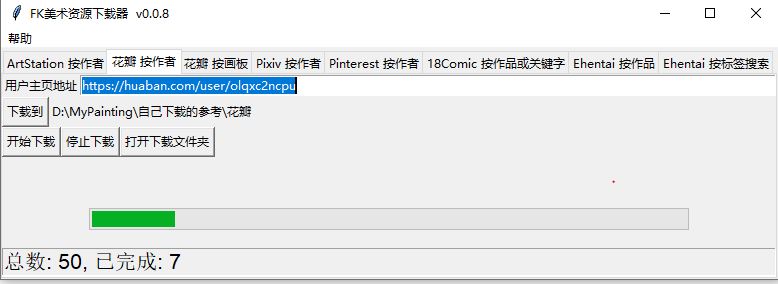 FK美术资源下载器 v0.0.8
帮助
ArtStation 按作者 花瓣 按作者 花瓣 按画板 Pixiv 按作者 Pinterest 按作者 18Comic 按作品或关键字 Ehentai 按作品 Ehentai 按标签搜索
用户主页地址 https://huaban.com/user/olqxc2ncpu
下载到 D:\MyPainting\自己下载的参考\花瓣
开始下载 停止下载 打开下载文件夹
总数: 50, 已完成: 7